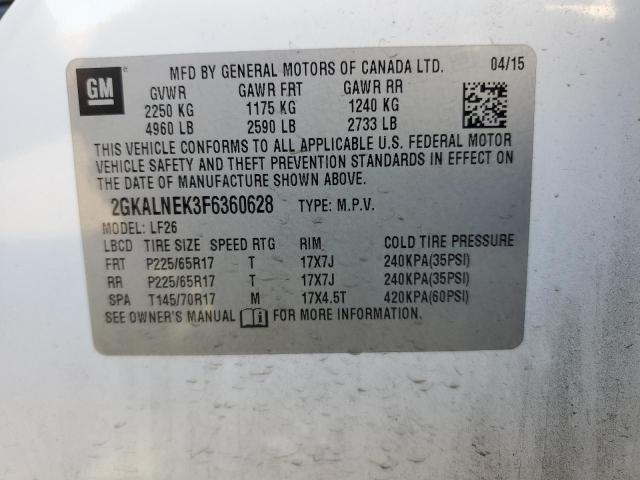 GM
MFD BY GENERAL MOTORS OF CANADA LTD. 04/15
GVWR GAWR FRT GAWR RR
2250 KG 1175 KG 1240 KG
4960 LB 2590 LB 2733 LB
THIS VEHICLE CONFORMS TO ALL APPLICABLE U.S. FEDERAL MOTOR
VEHICLE SAFETY AND THEFT PREVENTION STANDARDS IN EFFECT ON
THE DATE OF MANUFACTURE SHOWN ABOVE.
2GKALNEK3F6360628 TYPE: M.P.V.
MODEL: LF26
LBCD TIRE SIZE SPEED RTG RIM COLD TIRE PRESSURE
FRT P225/65R17 T 17X7J 240KPA(35PSI)
RR P225/65R17 T 17X7J 240KPA(35PSI)
SPA T145/70R17 M 17X4.5T 420KPA(60PSI)
SEE OWNER'S MANUAL FOR MORE INFORMATION.